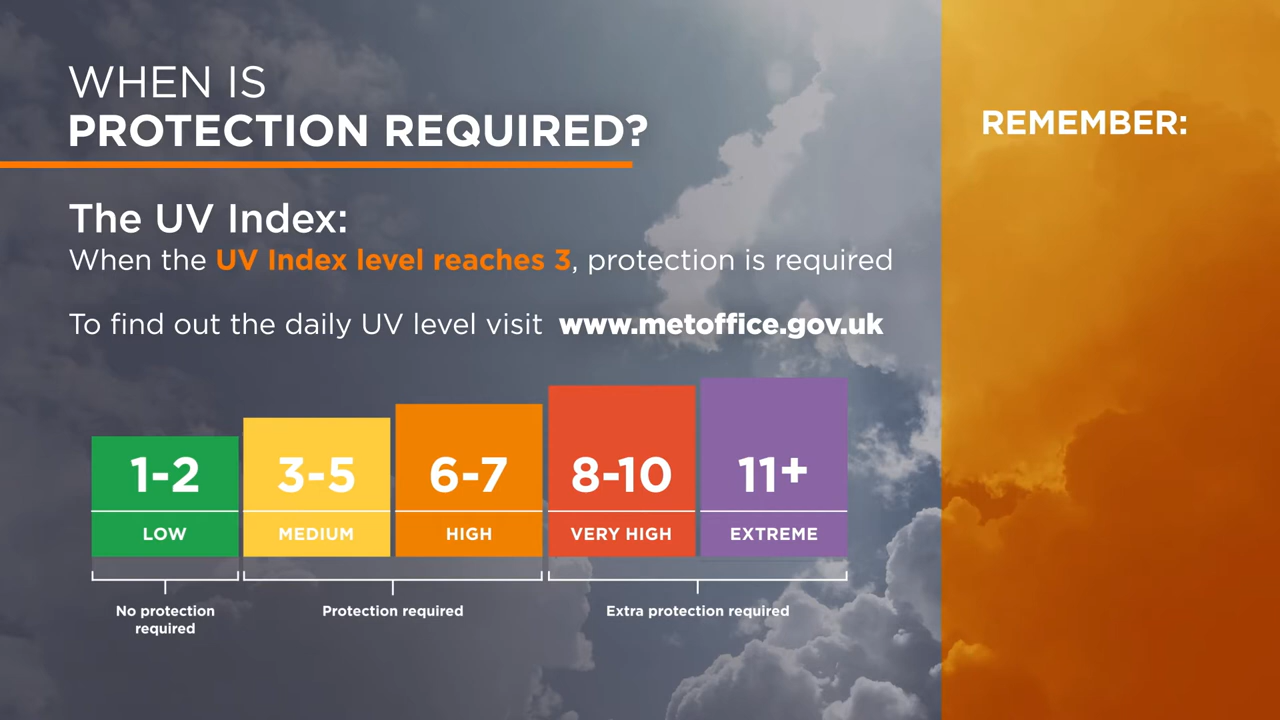 WHEN IS
PROTECTION REQUIRED?
The UV Index:
When the UV Index level reaches 3, protection is required
To find out the daily UV level visit www.metoffice.gov.uk
1-2
LOW
3-5
MEDIUM
6-7
HIGH
8-10
VERY HIGH
11+
EXTREME
No protection
required
Protection required
Extra protection required
REMEMBER: